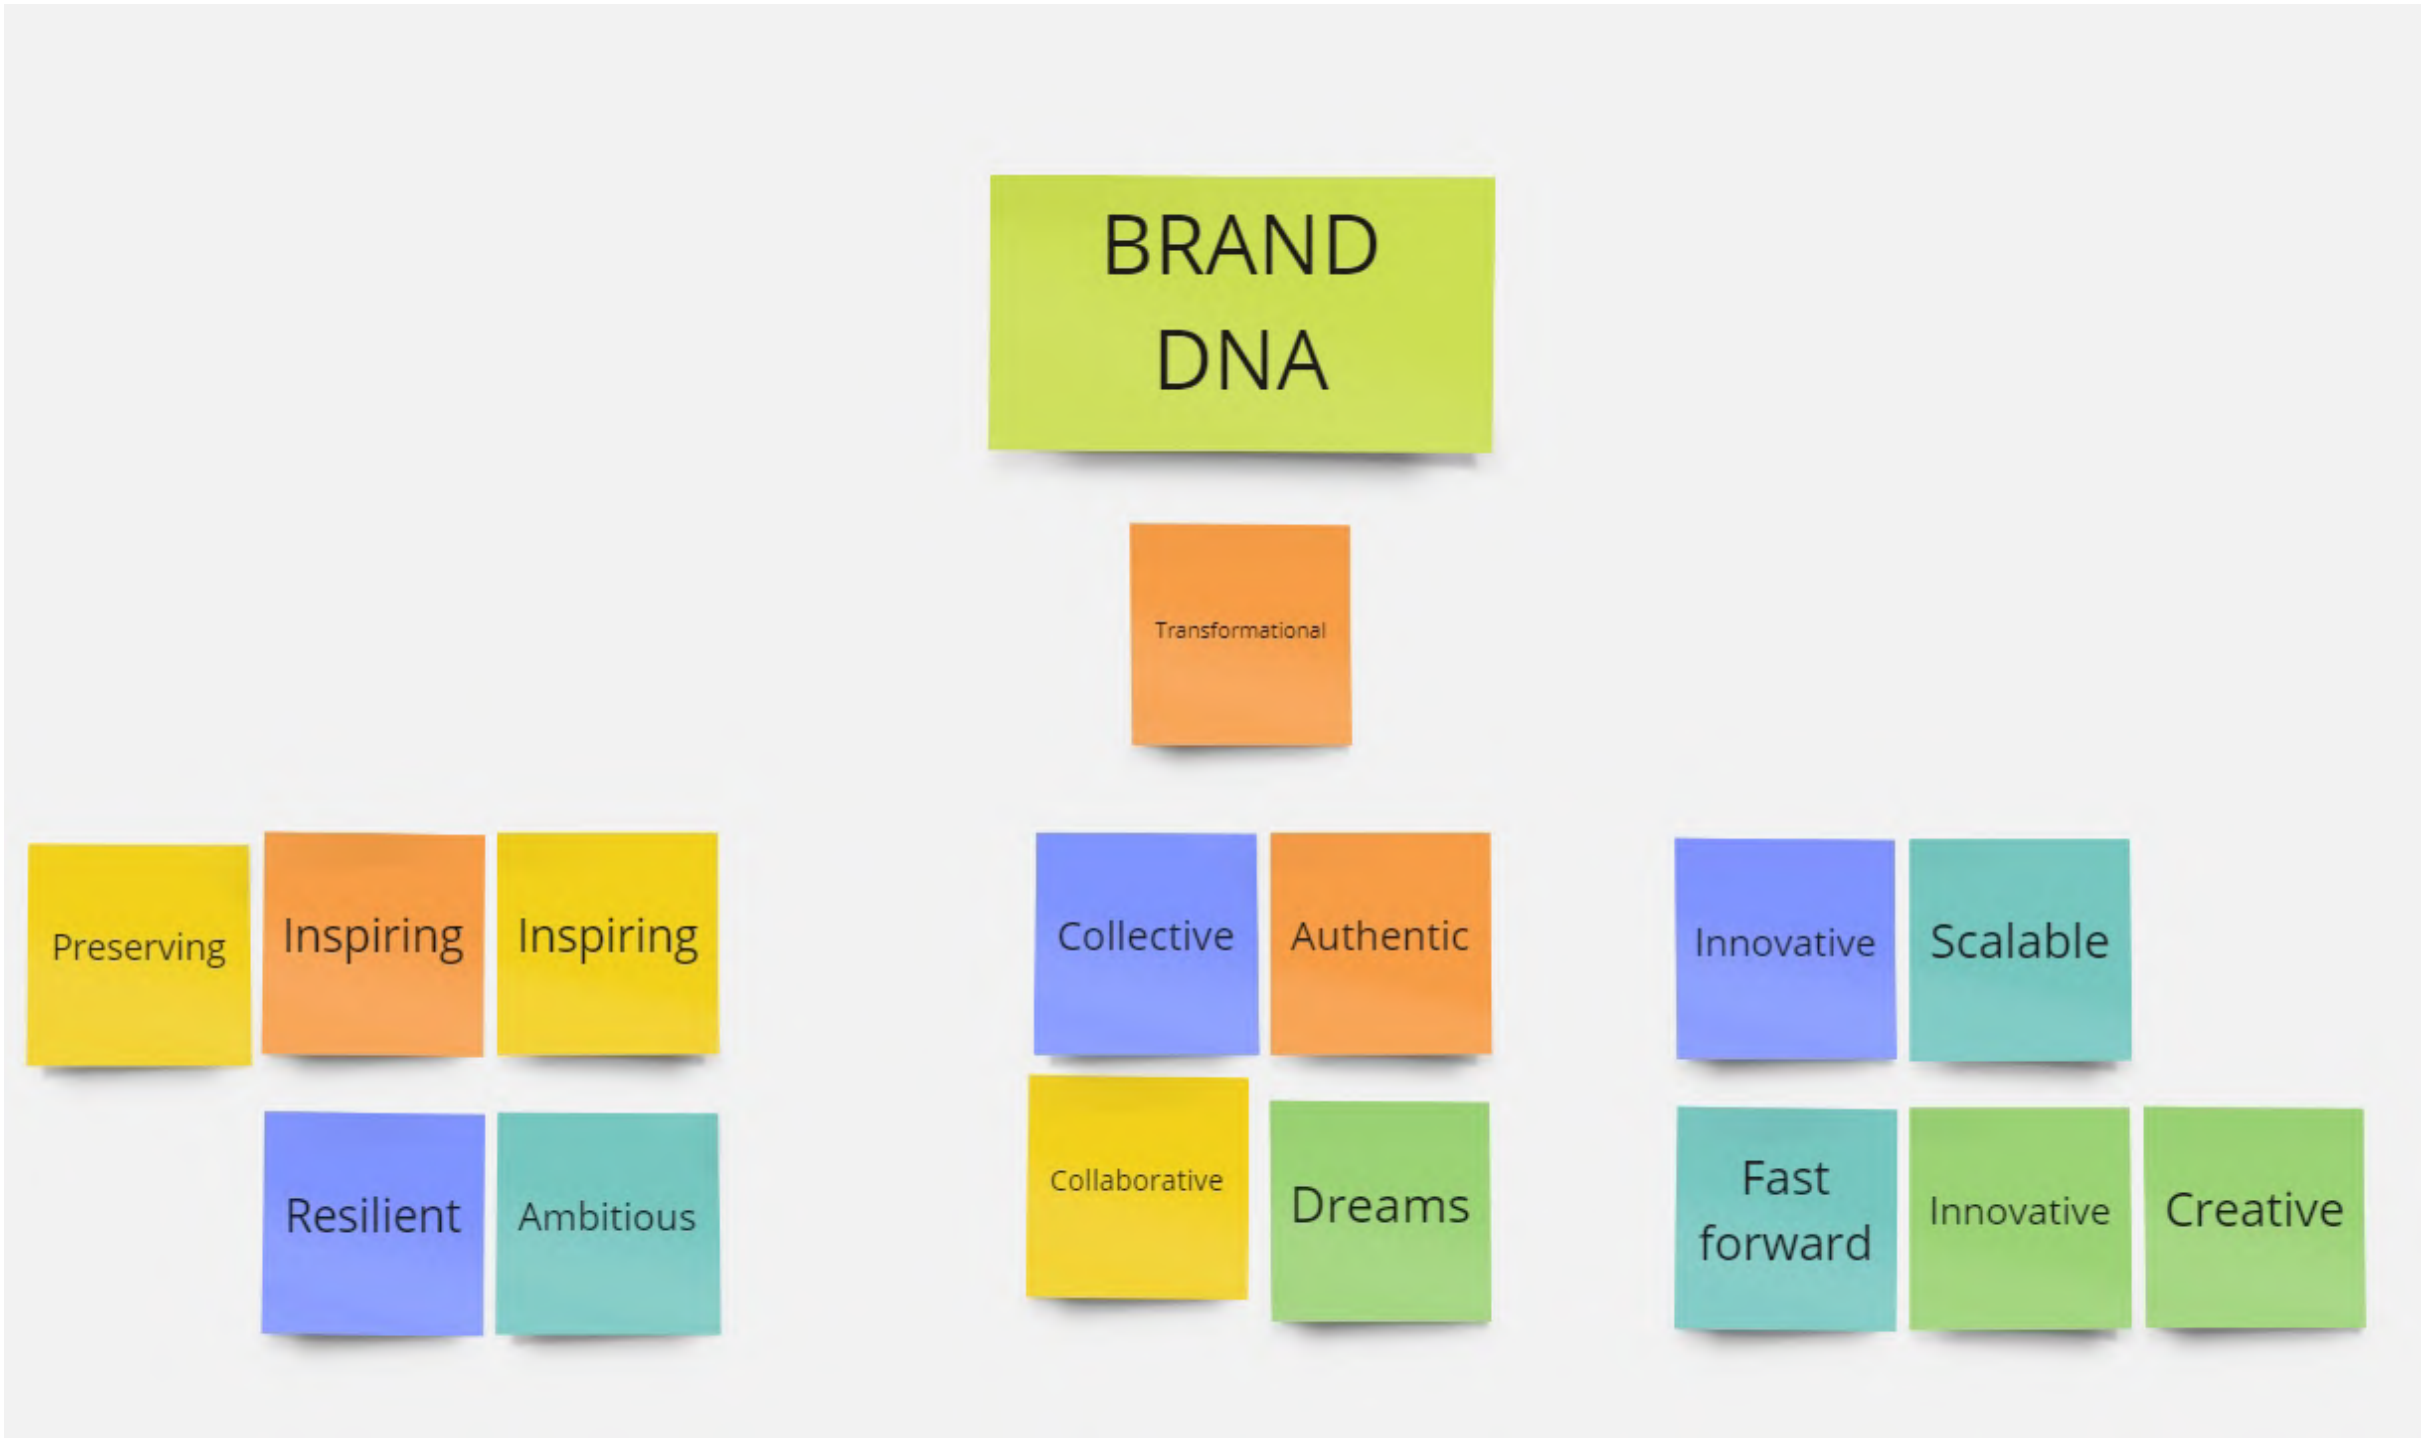 BRAND
DNA
Transformational
Preserving
Inspiring
Inspiring
Resilient
Ambitious
Collective
Authentic
Collaborative
Dreams
Innovative
Scalable
Fast
forward
Innovative
Creative